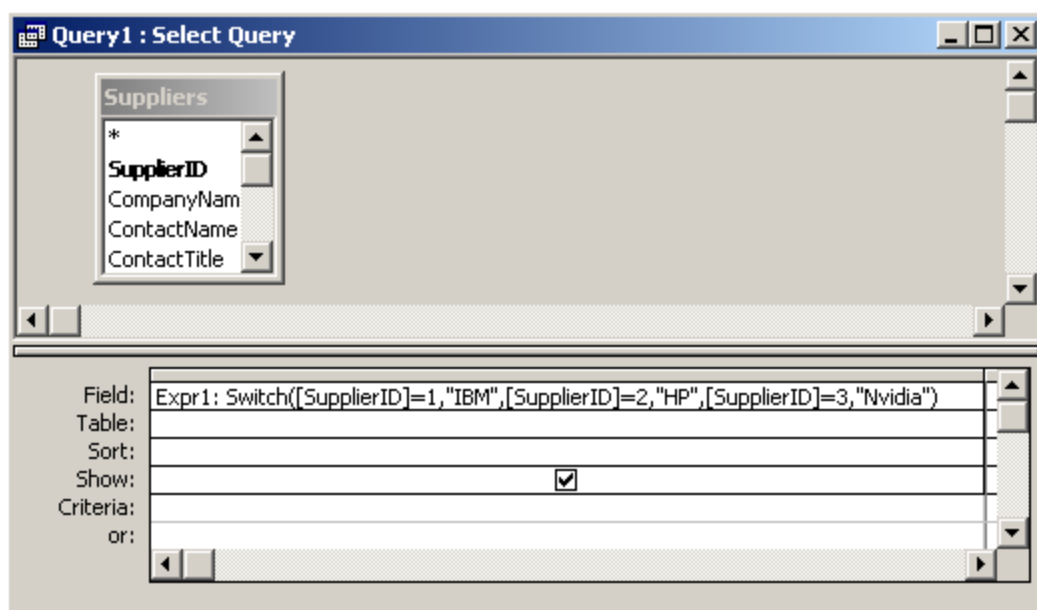 Query1 : Select Query
Suppliers
*
SupplierID
CompanyNam
ContactName
ContactTitle
Field: Expr1: Switch([SupplierID]=1,"IBM",[SupplierID]=2,"HP",[SupplierID]=3,"Nvidia")
Table:
Sort:
Show:
Criteria:
or: